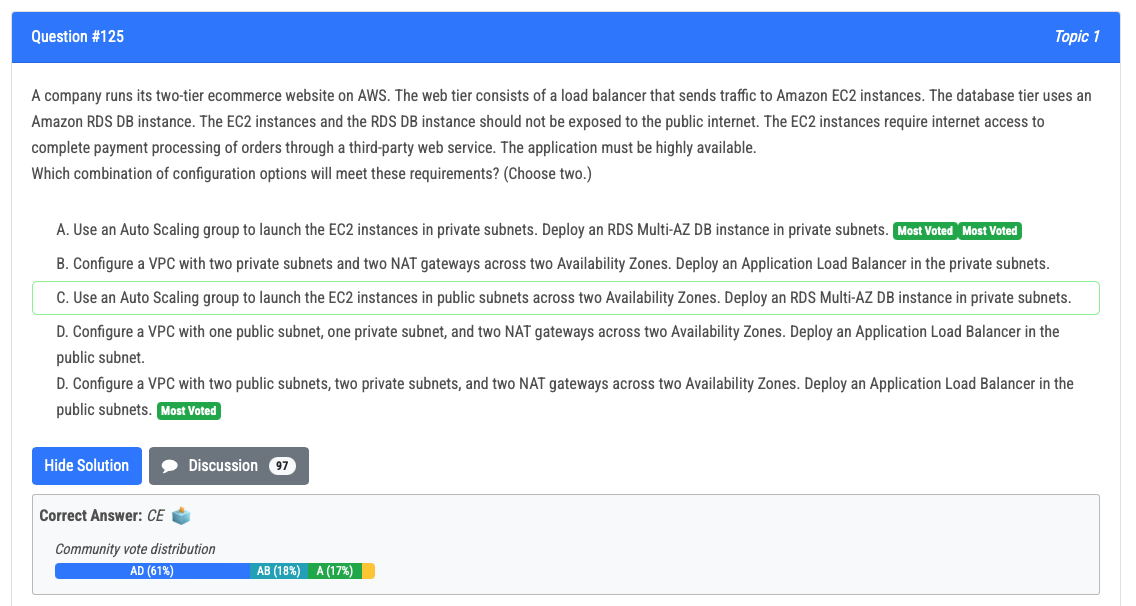 Question #125
Topic 1
A company runs its two-tier ecommerce website on AWS. The web tier consists of a load balancer that sends traffic to Amazon EC2 instances. The database tier uses an
Amazon RDS DB instance. The EC2 instances and the RDS DB instance should not be exposed to the public internet. The EC2 instances require internet access to
complete payment processing of orders through a third-party web service. The application must be highly available.
Which combination of configuration options will meet these requirements? (Choose two.)
A. Use an Auto Scaling group to launch the EC2 instances in private subnets. Deploy an RDS Multi-AZ DB instance in private subnets. Most Voted Most Voted
B. Configure a VPC with two private subnets and two NAT gateways across two Availability Zones. Deploy an Application Load Balancer in the private subnets.
C. Use an Auto Scaling group to launch the EC2 instances in public subnets across two Availability Zones. Deploy an RDS Multi-AZ DB instance in private subnets.
D. Configure a VPC with one public subnet, one private subnet, and two NAT gateways across two Availability Zones. Deploy an Application Load Balancer in the
public subnet.
D. Configure a VPC with two public subnets, two private subnets, and two NAT gateways across two Availability Zones. Deploy an Application Load Balancer in the
public subnets. Most Voted
Hide Solution
Discussion 97
Correct Answer: CE
Community vote distribution
AD (61%) AB (18%) A (17%)